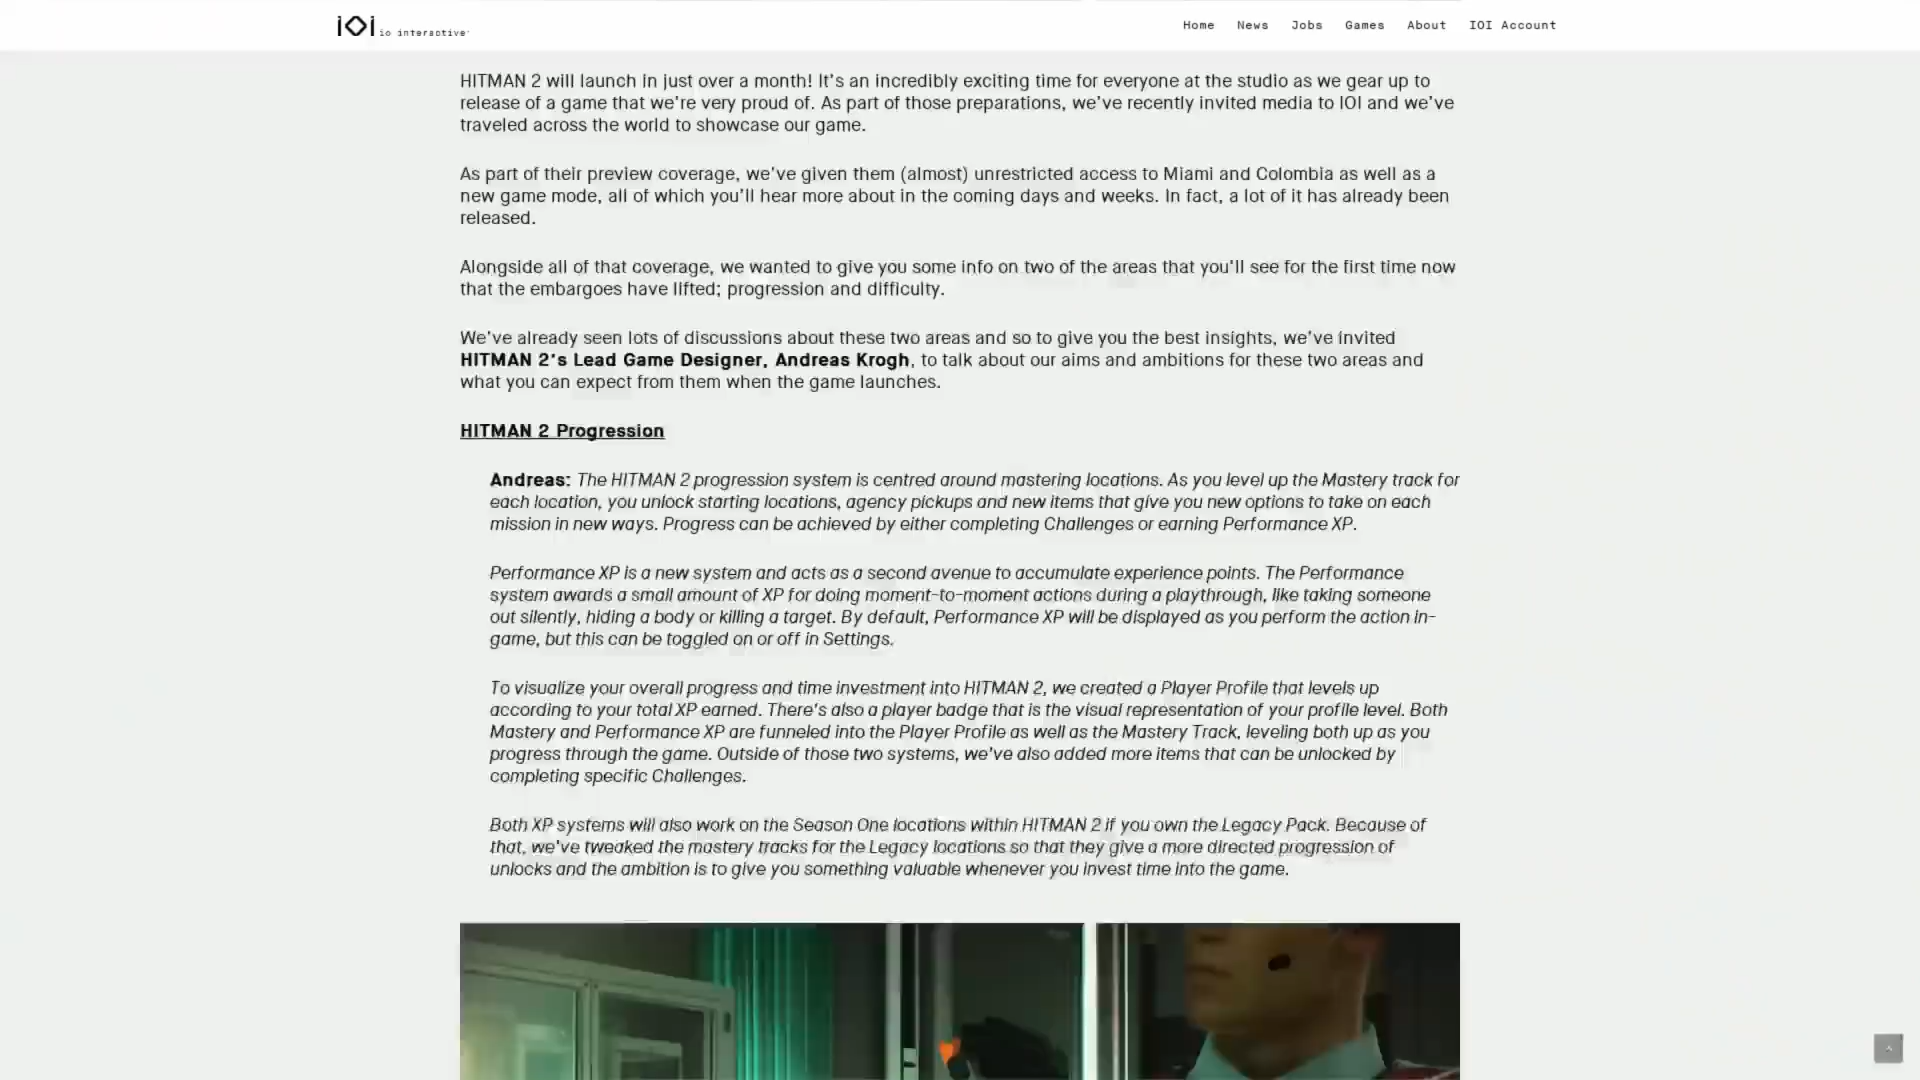 iOi io interactive
Home News Jobs Games About IOI Account
HITMAN 2 will launch in just over a month! It's an incredibly exciting time for everyone at the studio as we gear up to
release of a game that we're very proud of. As part of those preparations, we've recently invited media to IOI and we've
traveled across the world to showcase our game.
As part of their preview coverage, we've given them (almost) unrestricted access to Miami and Colombia as well as a
new game mode, all of which you'll hear more about in the coming days and weeks. In fact, a lot of it has already been
released.
Alongside all of that coverage, we wanted to give you some info on two of the areas that you'll see for the first time now
that the embargoes have lifted; progression and difficulty.
We've already seen lots of discussions about these two areas and so to give you the best insights, we've invited
HITMAN 2's Lead Game Designer, Andreas Krogh, to talk about our aims and ambitions for these two areas and
what you can expect from them when the game launches.
HITMAN 2 Progression
Andreas: The HITMAN 2 progression system is centred around mastering locations. As you level up the Mastery track for
each location, you unlock starting locations, agency pickups and new items that give you new options to take on each
mission in new ways. Progress can be achieved by either completing Challenges or earning Performance XP.
Performance XP is a new system and acts as a second avenue to accumulate experience points. The Performance
system awards a small amount of XP for doing moment-to-moment actions during a playthrough, like taking someone
out silently, hiding a body or killing a target. By default, Performance XP will be displayed as you perform the action in-
game, but this can be toggled on or off in Settings.
To visualize your overall progress and time investment into HITMAN 2, we created a Player Profile that levels up
according to your total XP earned. There's also a player badge that is the visual representation of your profile level. Both
Mastery and Performance XP are funneled into the Player Profile as well as the Mastery Track, leveling both up as you
progress through the game. Outside of those two systems, we've also added more items that can be unlocked by
completing specific Challenges.
Both XP systems will also work on the Season One locations within HITMAN 2 if you own the Legacy Pack. Because of
that, we've tweaked the mastery tracks for the Legacy locations so that they give a more directed progression of
unlocks and the ambition is to give you something valuable whenever you invest time into the game.